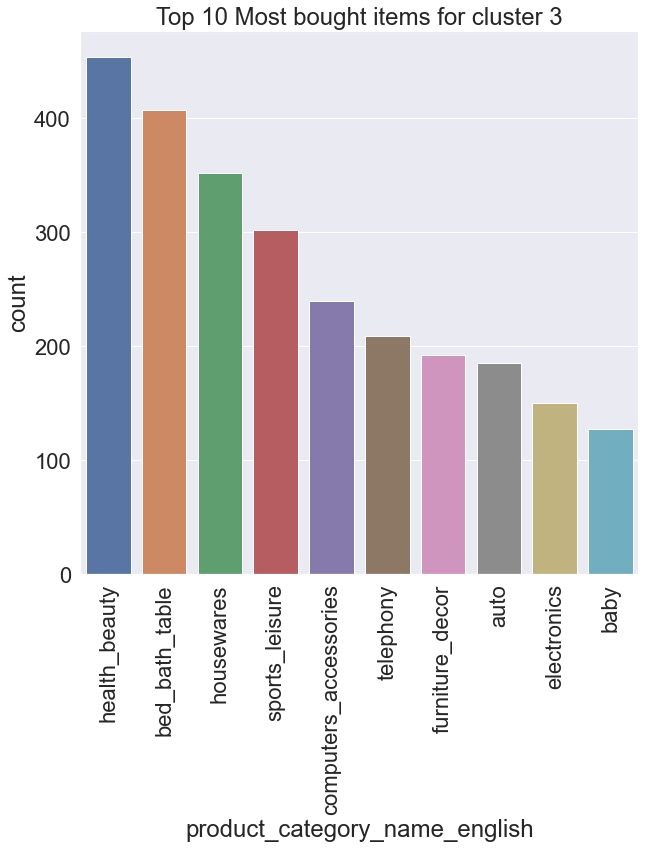 Top 10 Most bought items for cluster 3
count
400
300
200
100
0
health_beauty
bed_bath_table
housewares
sports_leisure
computers_accessories
telephony
furniture_decor
auto
electronics
baby
product_category_name_english